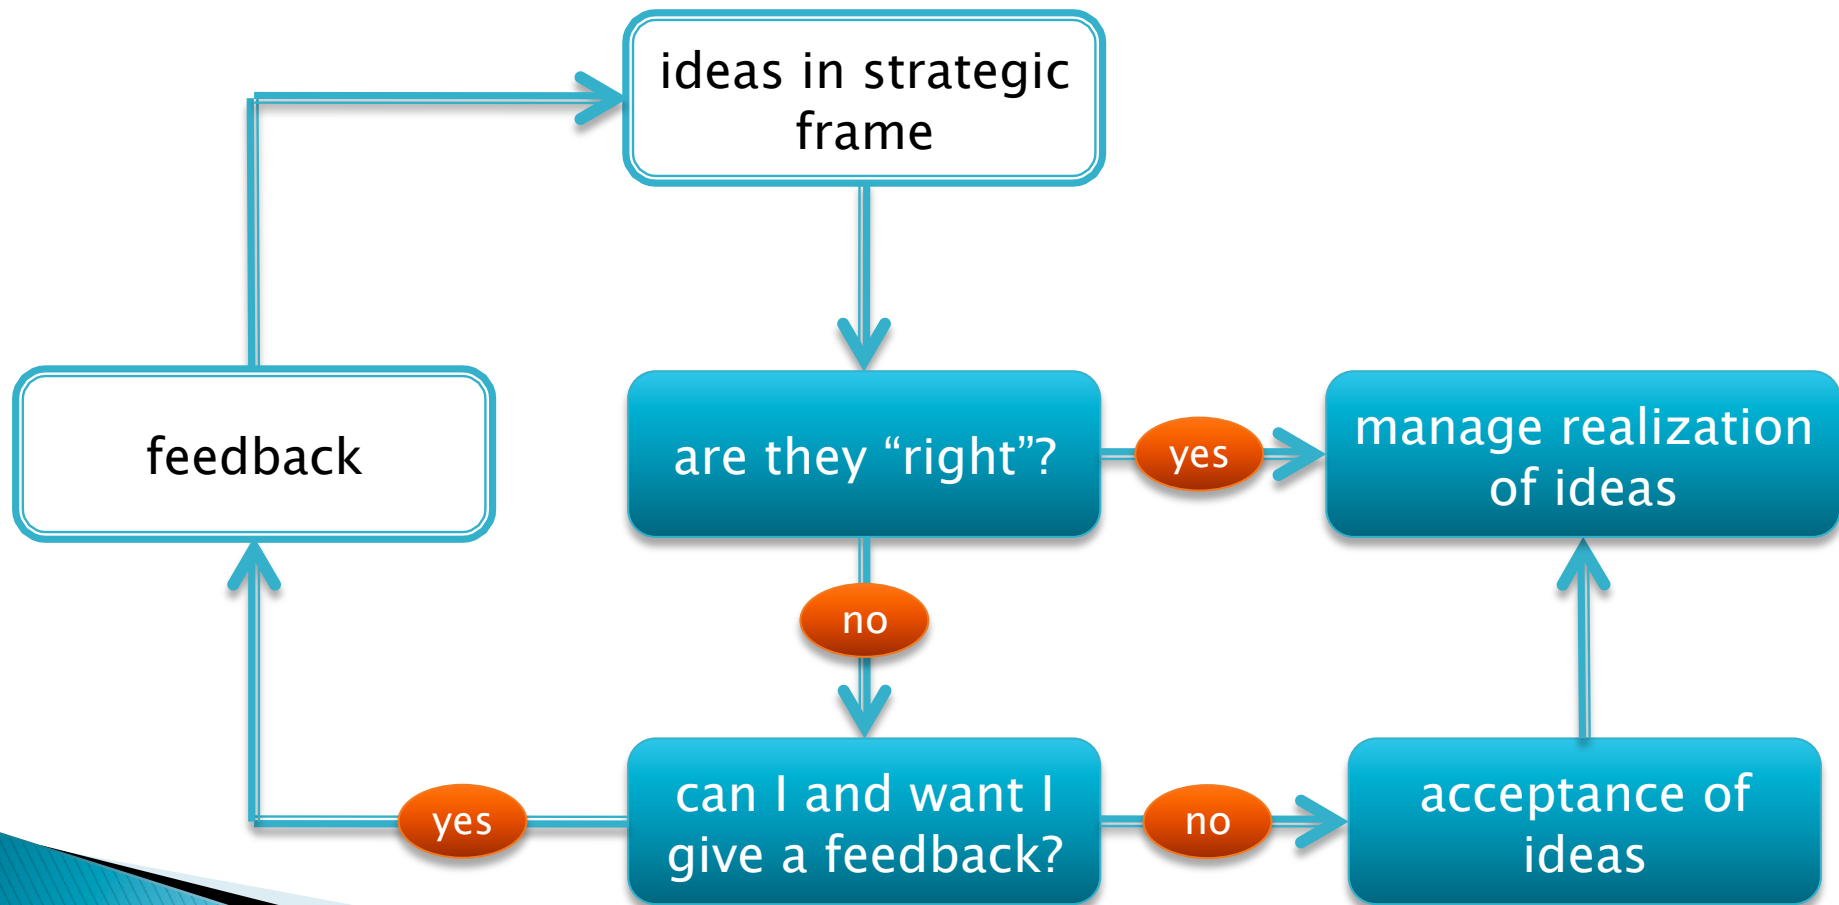 ideas in strategic
frame
feedback
are they “right”?
yes
manage realization
of ideas
no
yes
can I and want I
give a feedback?
no
acceptance of
ideas